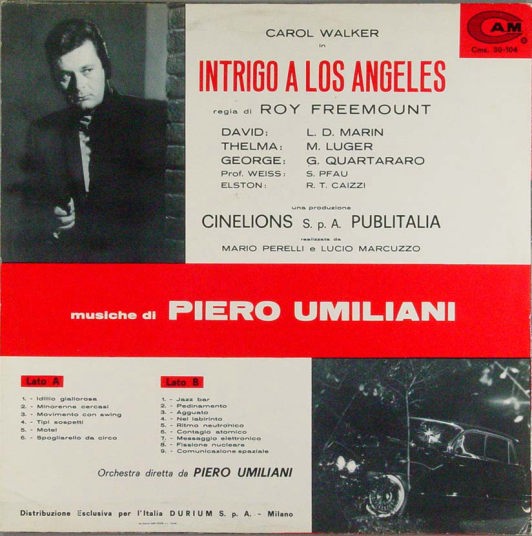 CAROL WALKER
CAM
in
Cms. 30-104
INTRIGO A LOS ANGELES
regia di ROY FREEMOUNT
DAVID: L. D. MARIN
THELMA: M. LUGER
GEORGE: G. QUARTARARO
Prof. WEISS: S. PFAU
ELSTON: R. T. CAIZZI
una produzione
CINELIONS S. p. A. PUBLITALIA
realizzata da
MARIO PERELLI e LUCIO MARCUZZO
musiche di PIERO UMILIANI
Lato A
1. - Idillio giallorosa
2. - Minorenne cercasi
3. - Movimento con swing
4. - Tipi sospetti
5. - Motel
6. - Spogliarello da circo
Lato B
1. - Jazz bar
2. - Pedinamento
3. - Agguato
4. - Nel labirinto
5. - Ritmo neutronico
6. - Contagio atomico
7. - Messaggio elettronico
8. - Fissione nucleare
9. - Comunicazione spaziale
Orchestra diretta da PIERO UMILIANI
Distribuzione Esclusiva per l'Italia DURIUM S. p. A. - Milano